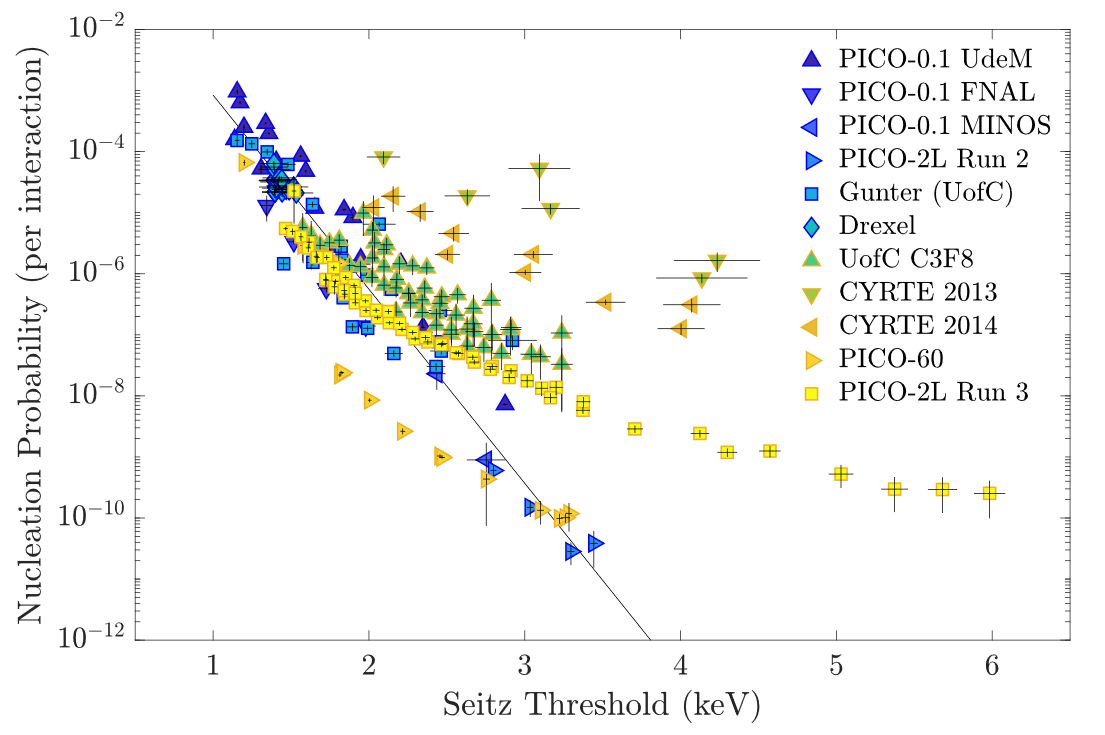 10⁻²
10⁻⁴
10⁻⁶
10⁻⁸
10⁻¹⁰
10⁻¹²
Nucleation Probability (per interaction)
1 2 3 4 5 6
Seitz Threshold (keV)
PICO-0.1 UdeM
PICO-0.1 FNAL
PICO-0.1 MINOS
PICO-2L Run 2
Gunter (UofC)
Drexel
UofC C3F8
CYRTE 2013
CYRTE 2014
PICO-60
PICO-2L Run 3